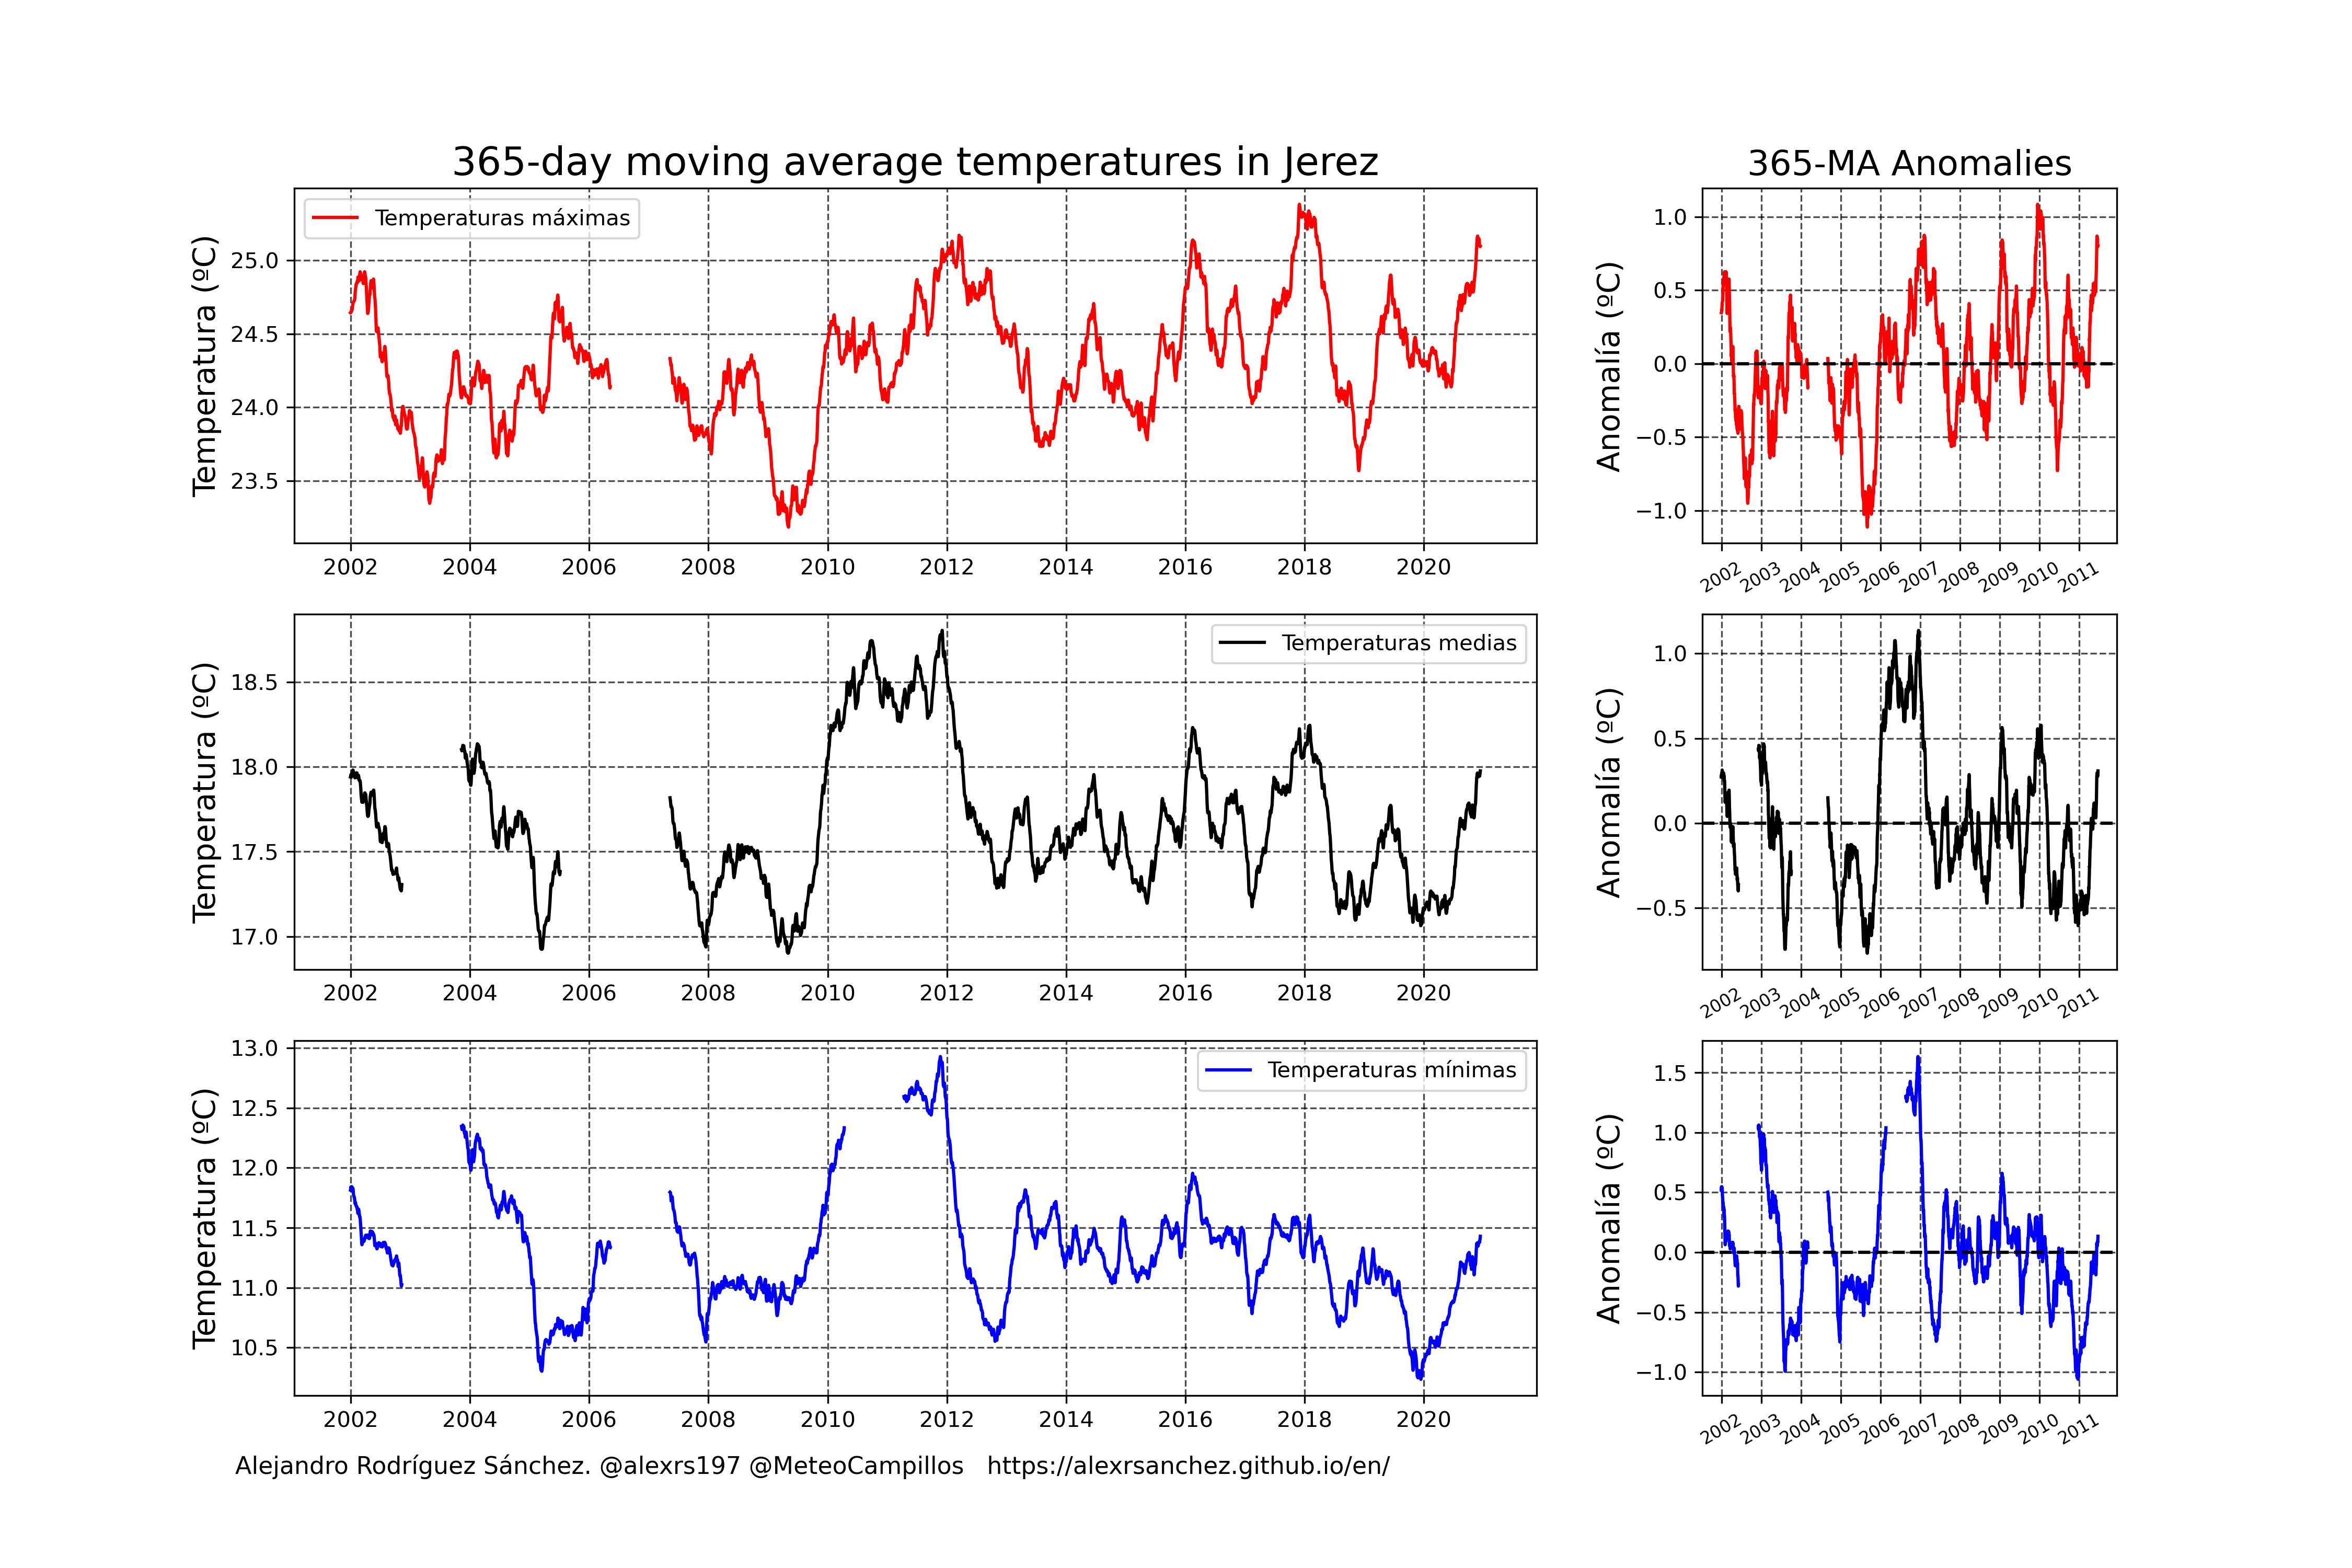 365-day moving average temperatures in Jerez
365-MA Anomalies
Temperatura (ºC)
25.0
24.5
24.0
23.5
Temperaturas máximas
2002 2004 2006 2008 2010 2012 2014 2016 2018 2020
Anomalía (ºC)
1.0
0.5
0.0
−0.5
−1.0
2002 2003 2004 2005 2006 2007 2008 2009 2010 2011
Temperatura (ºC)
18.5
18.0
17.5
17.0
Temperaturas medias
2002 2004 2006 2008 2010 2012 2014 2016 2018 2020
Anomalía (ºC)
1.0
0.5
0.0
−0.5
2002 2003 2004 2005 2006 2007 2008 2009 2010 2011
Temperatura (ºC)
13.0
12.5
12.0
11.5
11.0
10.5
Temperaturas mínimas
2002 2004 2006 2008 2010 2012 2014 2016 2018 2020
Anomalía (ºC)
1.5
1.0
0.5
0.0
−0.5
−1.0
2002 2003 2004 2005 2006 2007 2008 2009 2010 2011
Alejandro Rodríguez Sánchez. @alexrs197 @MeteoCampillos https://alexrsanchez.github.io/en/